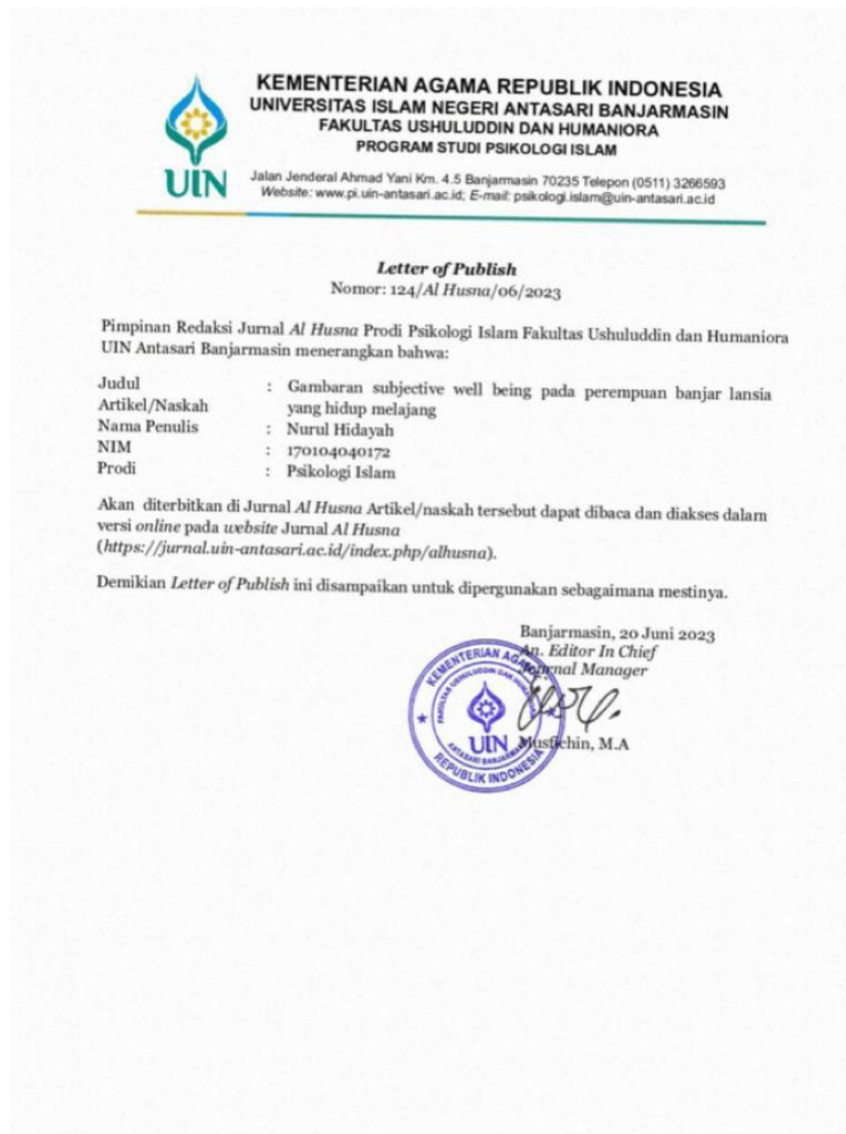 KEMENTERIAN AGAMA REPUBLIK INDONESIA
UNIVERSITAS ISLAM NEGERI ANTASARI BANJARMASIN
FAKULTAS USHULUDDIN DAN HUMANIORA
PROGRAM STUDI PSIKOLOGI ISLAM
UIN
Jalan Jenderal Ahmad Yani Km. 4.5 Banjarmasin 70235 Telepon (0511) 3266593
Website: www.pi.uin-antasari.ac.id; E-mail: psikologi.islam@uin-antasari.ac.id
Letter of Publish
Nomor: 124/Al Husna/06/2023
Pimpinan Redaksi Jurnal Al Husna Prodi Psikologi Islam Fakultas Ushuluddin dan Humaniora
UIN Antasari Banjarmasin menerangkan bahwa:
Judul : Gambaran subjective well being pada perempuan banjar lansia
Artikel/Naskah yang hidup melajang
Nama Penulis : Nurul Hidayah
NIM : 170104040172
Prodi : Psikologi Islam
Akan diterbitkan di Jurnal Al Husna Artikel/naskah tersebut dapat dibaca dan diakses dalam
versi online pada website Jurnal Al Husna
(https://jurnal.uin-antasari.ac.id/index.php/alhusna).
Demikian Letter of Publish ini disampaikan untuk dipergunakan sebagaimana mestinya.
Banjarmasin, 20 Juni 2023
An. Editor In Chief
Journal Manager
Musfichin, M.A
KEMENTERIAN AGAMA
FAKULTAS USHULUDDIN DAN HUMANIORA
UIN
ANTASARI BANJARMASIN
REPUBLIK INDONESIA